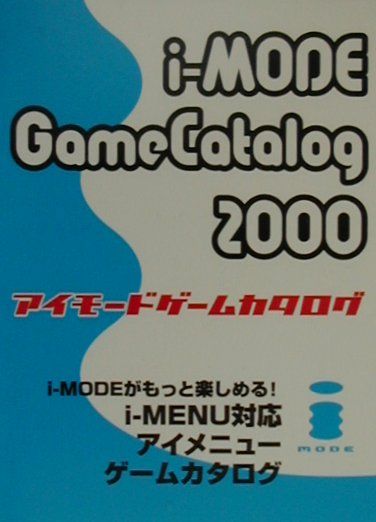 i-MODE
GameCatalog
2000
アイモードゲームカタログ
i-MODEがもっと楽しめる!
i-MENU対応
アイメニュー
ゲームカタログ
i
MODE